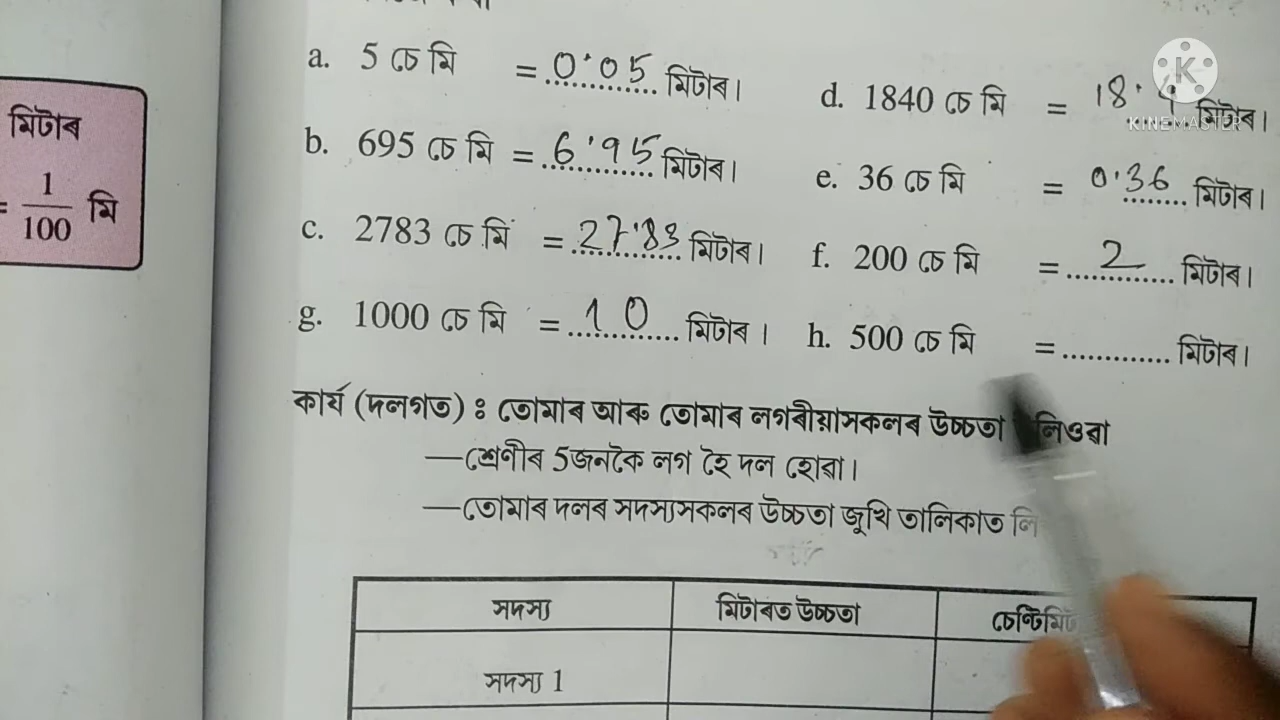 K
KINEMASTER
মিটাৰ
= 1/100 মি
a. 5 চে মি = 0.05 মিটাৰ।
d. 1840 চে মি = 18.4 মিটাৰ।
b. 695 চে মি = 6.95 মিটাৰ।
e. 36 চে মি = 0.36 মিটাৰ।
c. 2783 চে মি = 27.83 মিটাৰ।
f. 200 চে মি = 2 মিটাৰ।
g. 1000 চে মি = 10 মিটাৰ।
h. 500 চে মি = ............. মিটাৰ।
কাৰ্য (দলগত) : তোমাৰ আৰু তোমাৰ লগৰীয়াসকলৰ উচ্চতা
—শ্ৰেণীৰ 5জনকৈ লগ হৈ দল হোৱা।
—তোমাৰ দলৰ সদস্যসকলৰ উচ্চতা জুখি তালিকাত
সদস্য
মিটাৰত উচ্চতা
সদস্য 1